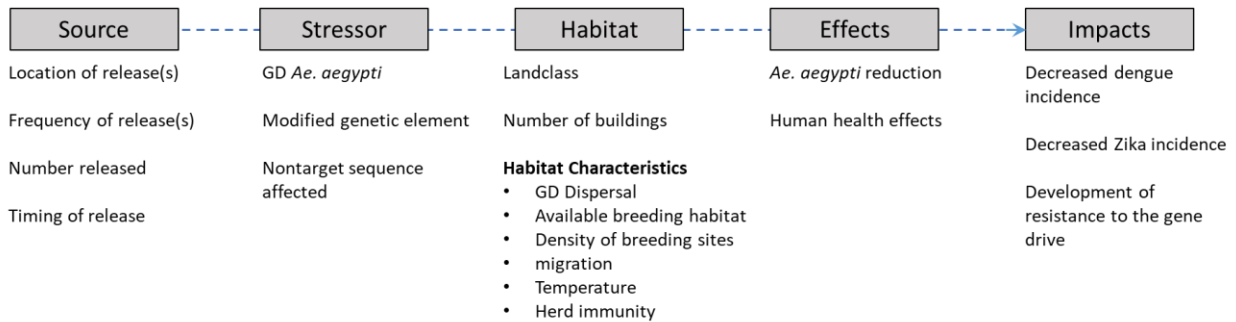 Source
Stressor
Habitat
Effects
Impacts
Location of release(s)
Frequency of release(s)
Number released
Timing of release
GD Ae. aegypti
Modified genetic element
Nontarget sequence
affected
Landclass
Number of buildings
Habitat Characteristics
• GD Dispersal
• Available breeding habitat
• Density of breeding sites
• migration
• Temperature
• Herd immunity
Ae. aegypti reduction
Human health effects
Decreased dengue
incidence
Decreased Zika incidence
Development of
resistance to the gene
drive